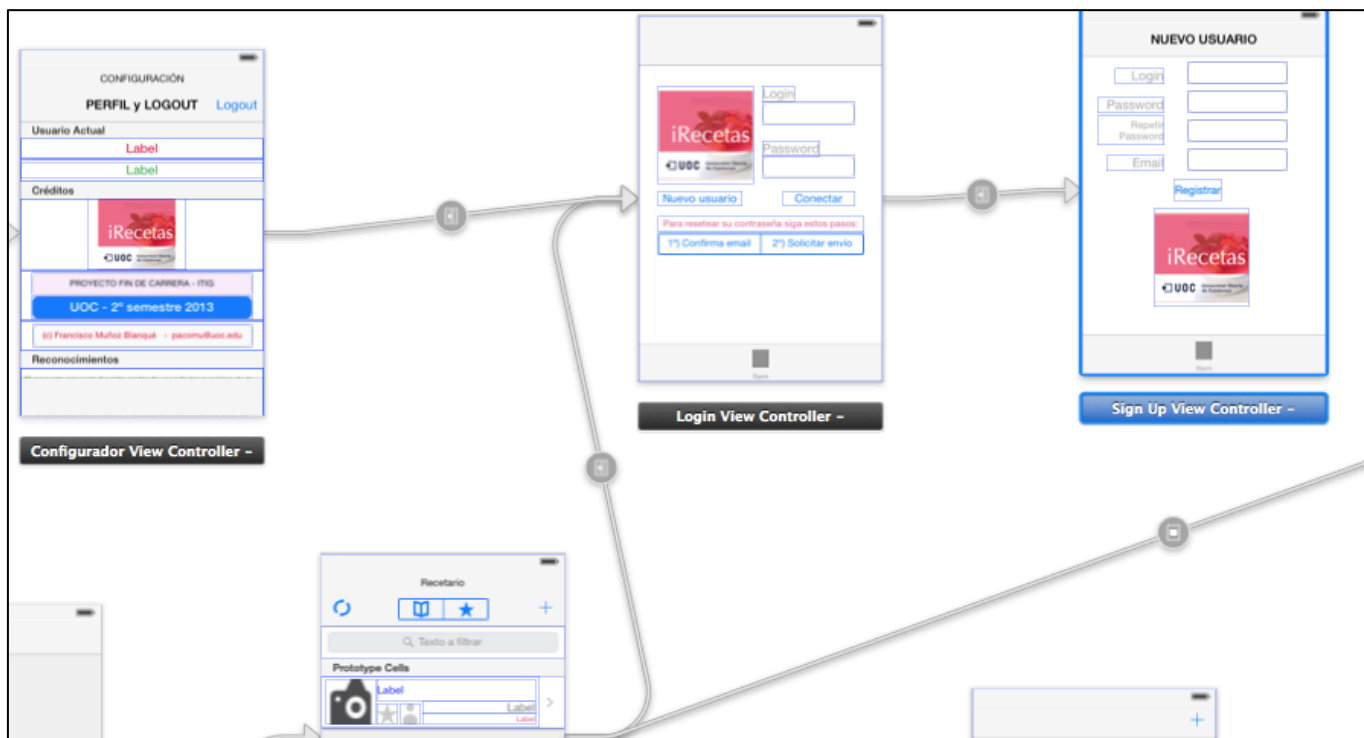 CONFIGURACIÓN
PERFIL y LOGOUT
Logout
Usuario Actual
Label
Label
Créditos
iRecetas
UOC
PROYECTO FIN DE CARRERA - ITIG
UOC - 2º semestre 2013
(c) Francisco Muñoz Blanqué - pacomu@uoc.edu
Reconocimientos
Configurador View Controller –
Login
iRecetas
UOC
Password
Nuevo usuario
Conectar
Para resetear su contraseña siga estos pasos:
1º) Confirma email
2º) Solicitar envío
Item
Login View Controller –
NUEVO USUARIO
Login
Password
Repetir
Password
Email
Registrar
iRecetas
UOC
Item
Sign Up View Controller –
Recetario
+
Texto a filtrar
Prototype Cells
Label
Label
Label
+